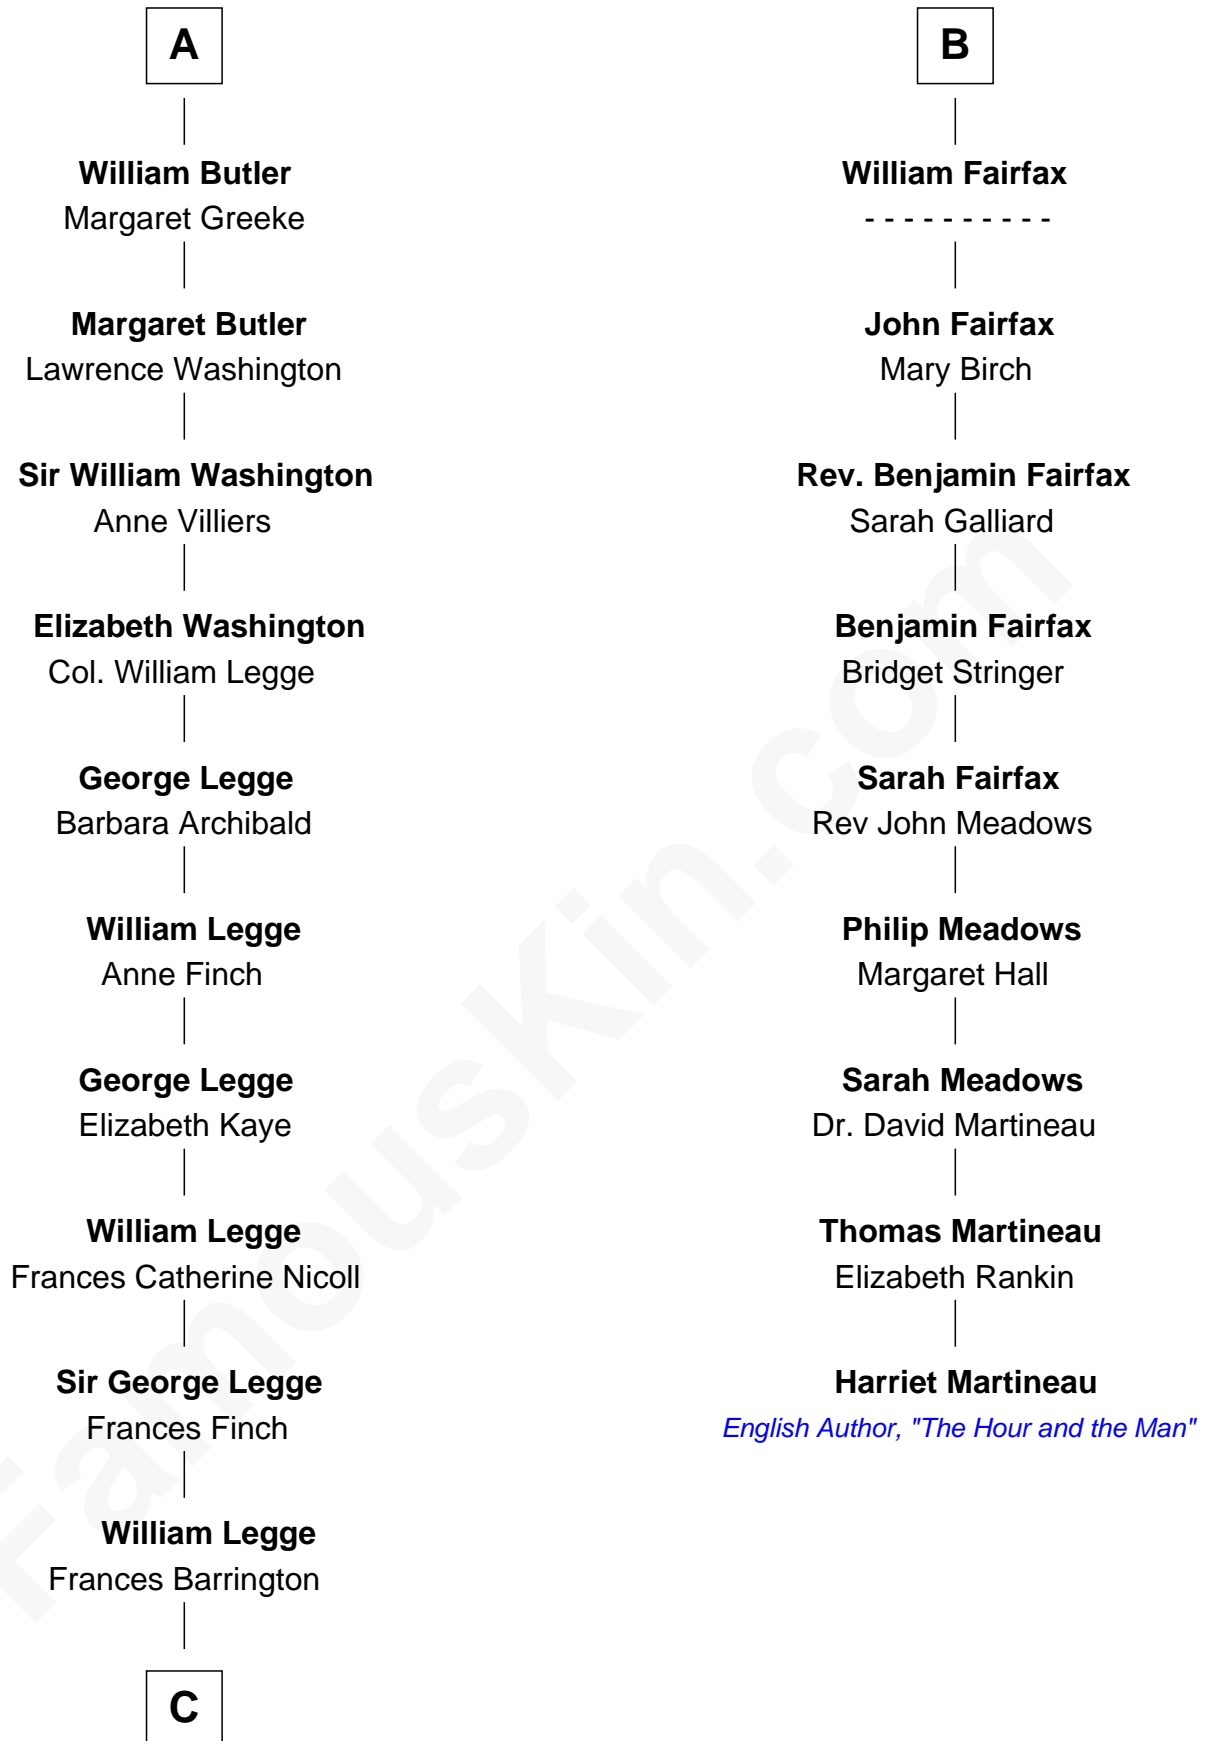 A
William Butler
Margaret Greeke
Margaret Butler
Lawrence Washington
Sir William Washington
Anne Villiers
Elizabeth Washington
Col. William Legge
George Legge
Barbara Archibald
William Legge
Anne Finch
George Legge
Elizabeth Kaye
William Legge
Frances Catherine Nicoll
Sir George Legge
Frances Finch
William Legge
Frances Barrington
C
B
William Fairfax
- - - - - - - - - -
John Fairfax
Mary Birch
Rev. Benjamin Fairfax
Sarah Galliard
Benjamin Fairfax
Bridget Stringer
Sarah Fairfax
Rev John Meadows
Philip Meadows
Margaret Hall
Sarah Meadows
Dr. David Martineau
Thomas Martineau
Elizabeth Rankin
Harriet Martineau
English Author, "The Hour and the Man"
FamousKin.com